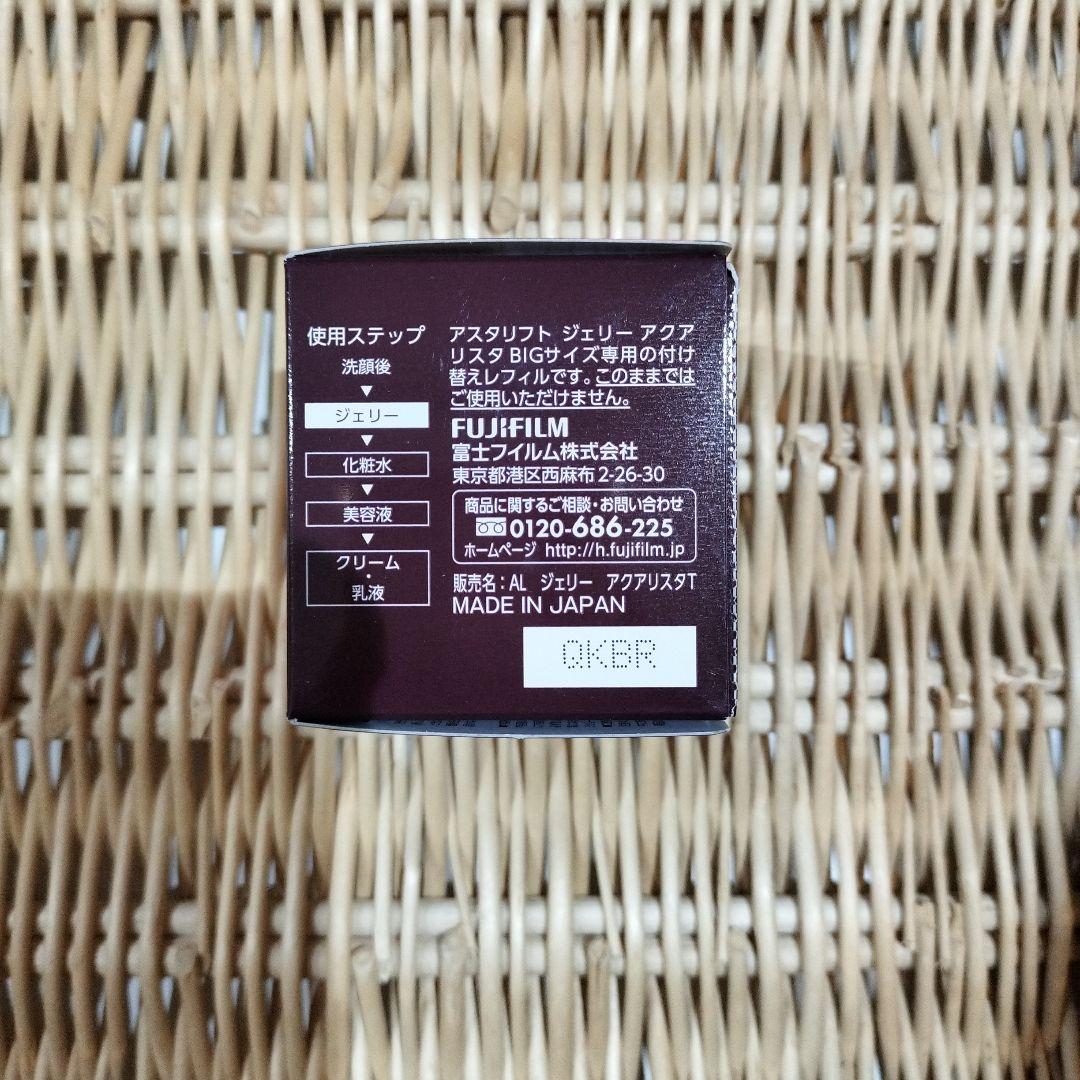 使用ステップ
洗顔後
▼
ジェリー
▼
化粧水
▼
美容液
▼
クリーム
・
乳液
アスタリフト ジェリー アクア
リスタ BIGサイズ専用の付け
替えレフィルです。このままでは
ご使用いただけません。
FUJIFILM
富士フイルム株式会社
東京都港区西麻布2-26-30
商品に関するご相談・お問い合わせ
0120-686-225
ホームページ http://h.fujifilm.jp
販売名:AL ジェリー アクアリスタT
MADE IN JAPAN
QKBR